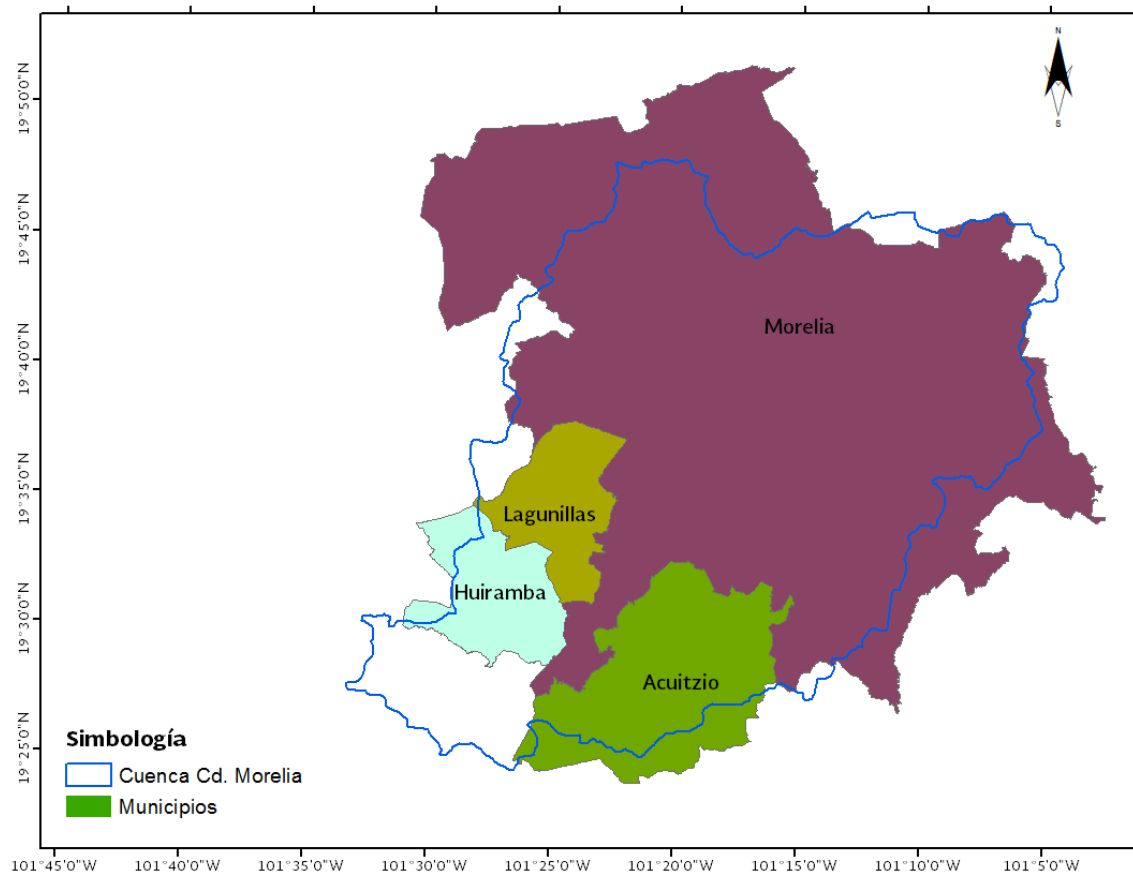 N
S
19°50'0"N
19°45'0"N
19°40'0"N
19°35'0"N
19°30'0"N
19°25'0"N
Morelia
Lagunillas
Huiramba
Acuitzio
Simbología
Cuenca Cd. Morelia
Municipios
101°45'0"W
101°40'0"W
101°35'0"W
101°30'0"W
101°25'0"W
101°20'0"W
101°15'0"W
101°10'0"W
101°5'0"W